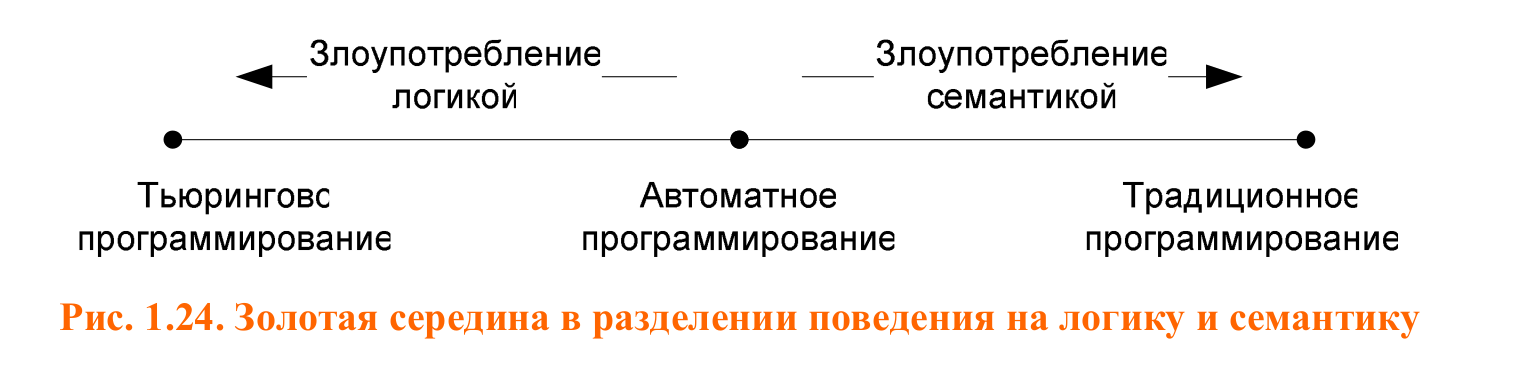 Злоупотребление Злоупотребление
логикой семантикой
Тьюрингово Автоматное Традиционное
программирование программирование программирование
Рис. 1.24. Золотая середина в разделении поведения на логику и семантику